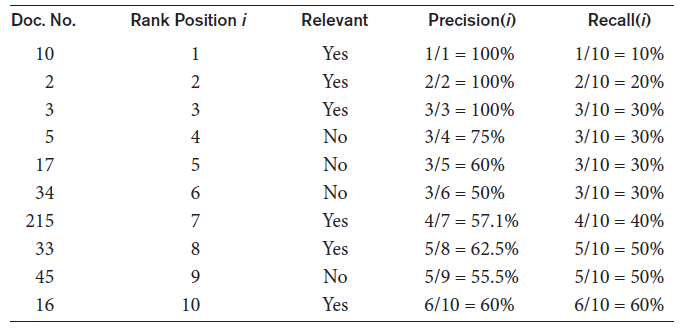 Doc. No. Rank Position i Relevant Precision(i) Recall(i)
10 1 Yes 1/1 = 100% 1/10 = 10%
2 2 Yes 2/2 = 100% 2/10 = 20%
3 3 Yes 3/3 = 100% 3/10 = 30%
5 4 No 3/4 = 75% 3/10 = 30%
17 5 No 3/5 = 60% 3/10 = 30%
34 6 No 3/6 = 50% 3/10 = 30%
215 7 Yes 4/7 = 57.1% 4/10 = 40%
33 8 Yes 5/8 = 62.5% 5/10 = 50%
45 9 No 5/9 = 55.5% 5/10 = 50%
16 10 Yes 6/10 = 60% 6/10 = 60%